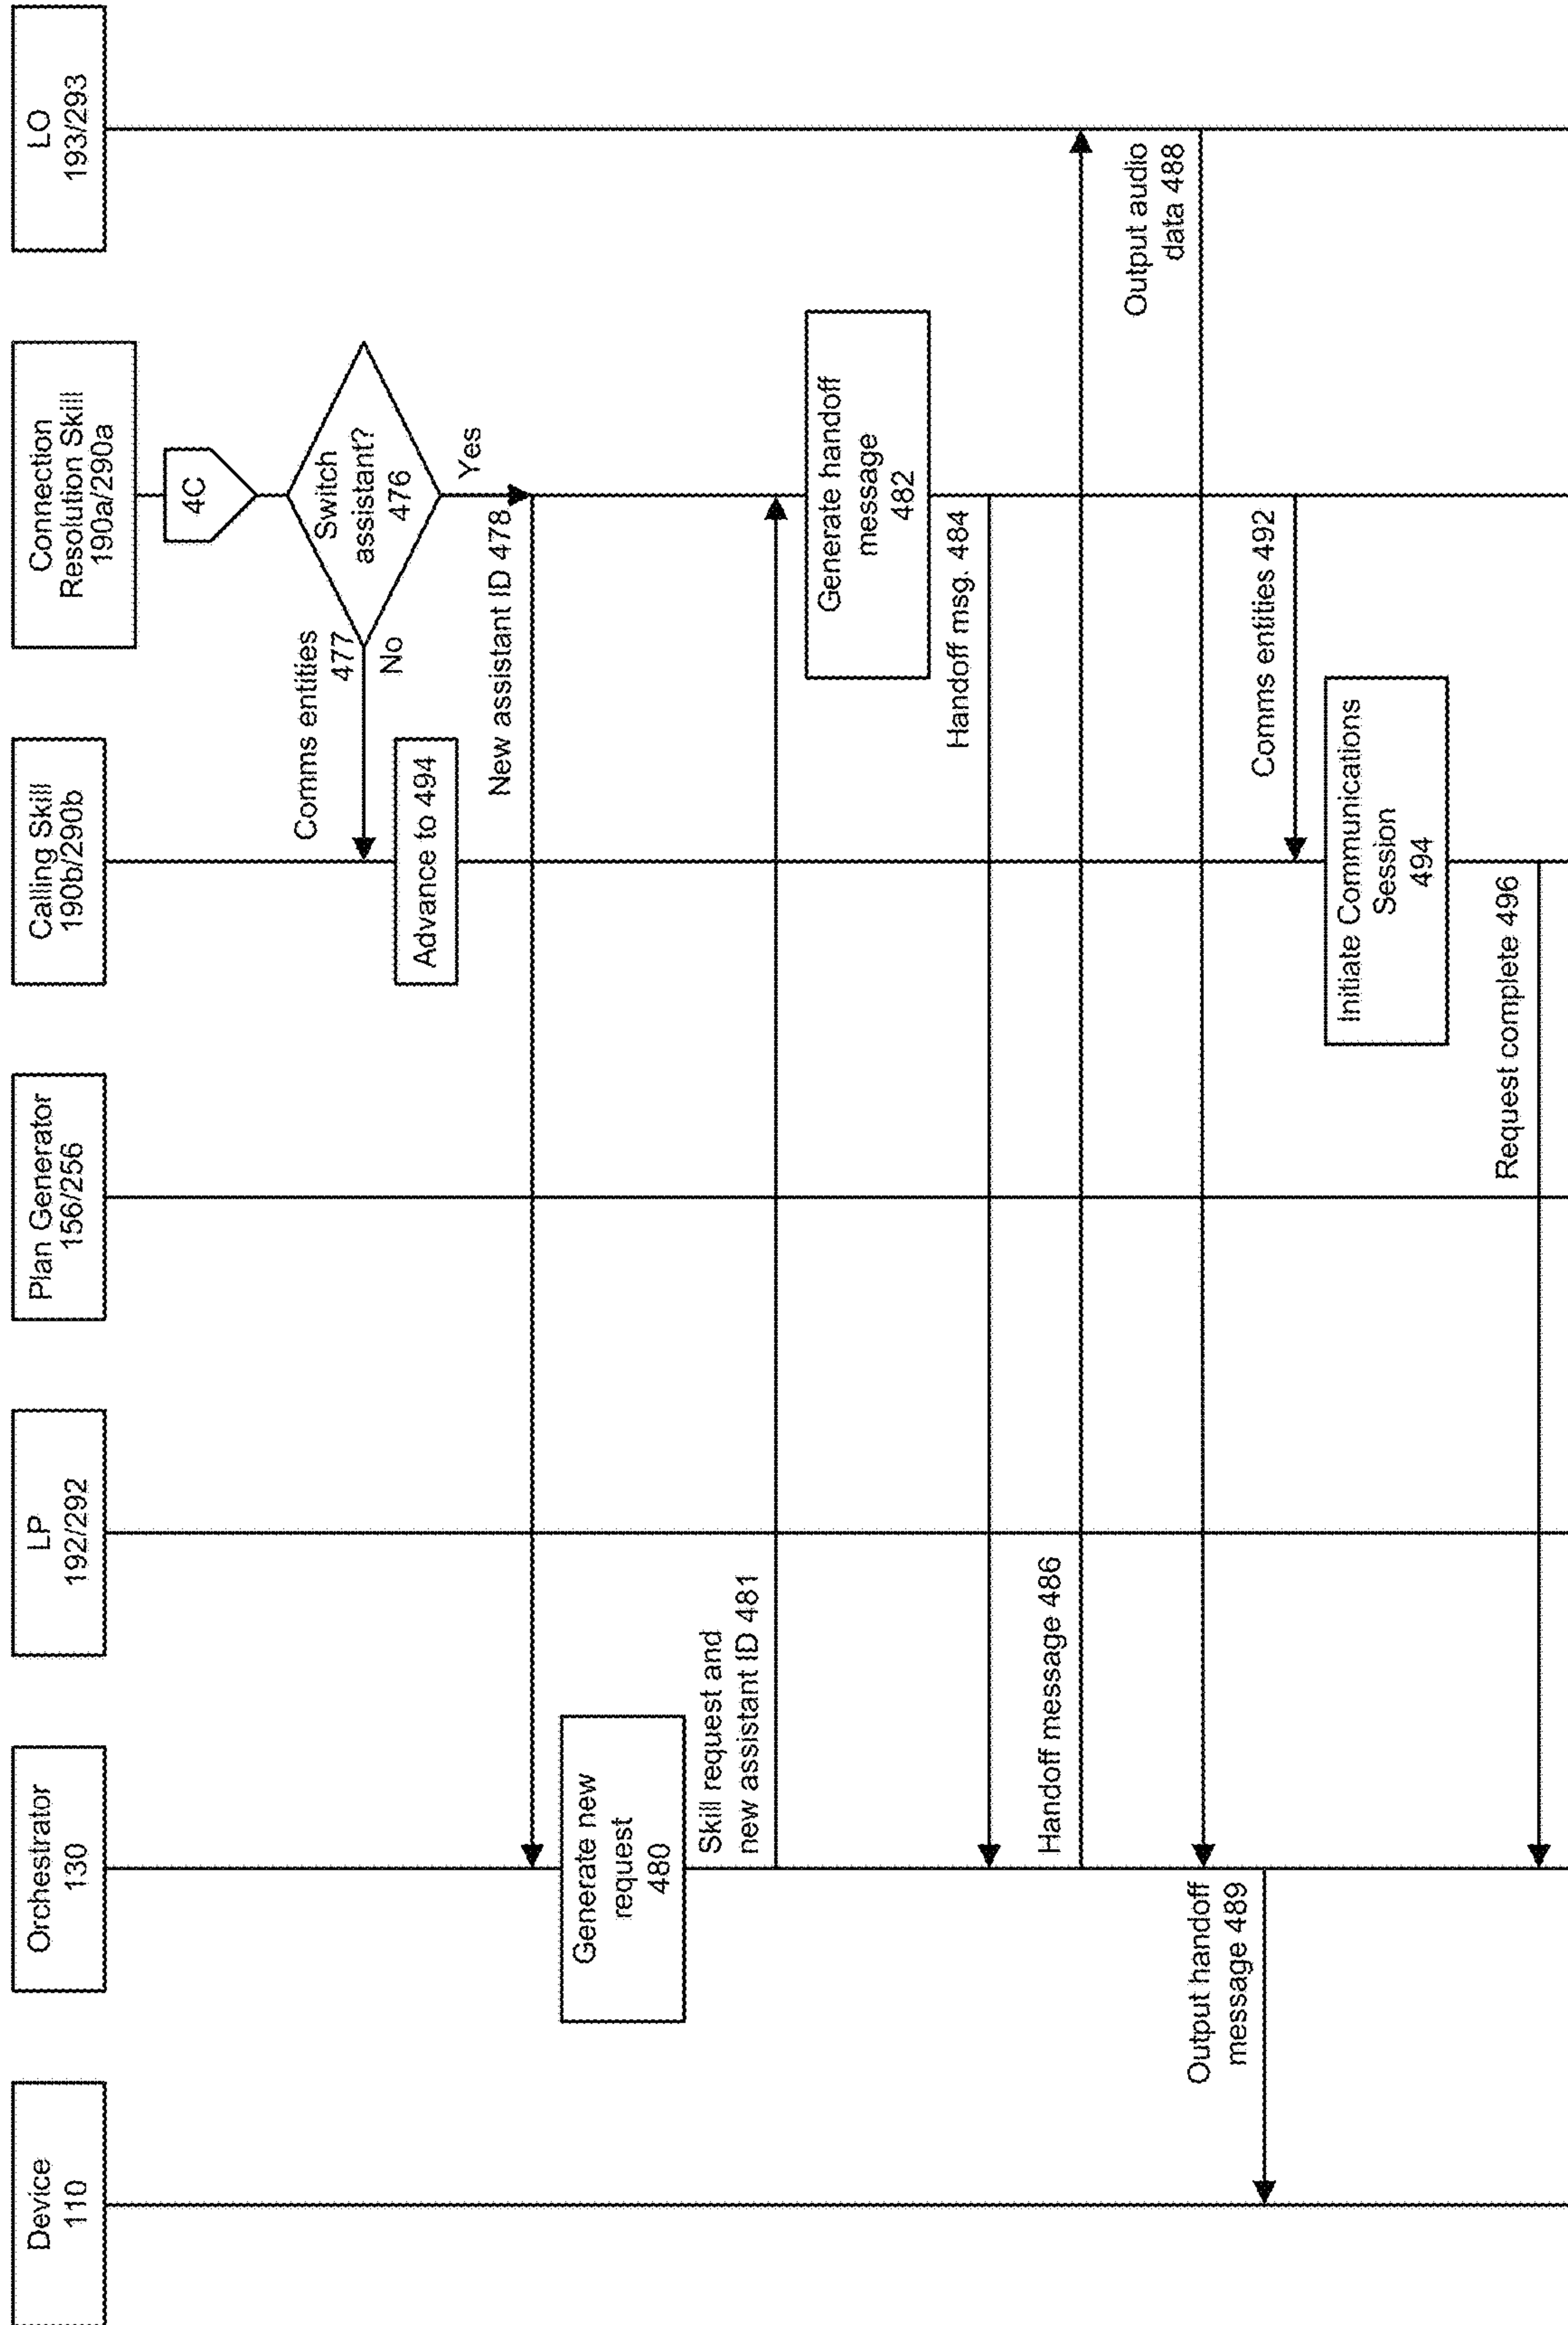 Device
110
Orchestrator
130
LP
192/292
Plan Generator
156/256
Calling Skill
190b/290b
Connection
Resolution Skill
190a/290a
LO
193/293
4C
Switch
assistant?
476
Comms entities
477
No
Yes
Advance to 494
New assistant ID 478
Generate new
request
480
Skill request and
new assistant ID 481
Generate handoff
message
482
Handoff msg. 484
Handoff message 486
Output audio
data 488
Output handoff
message 489
Comms entities 492
Initiate Communications
Session
494
Request complete 496